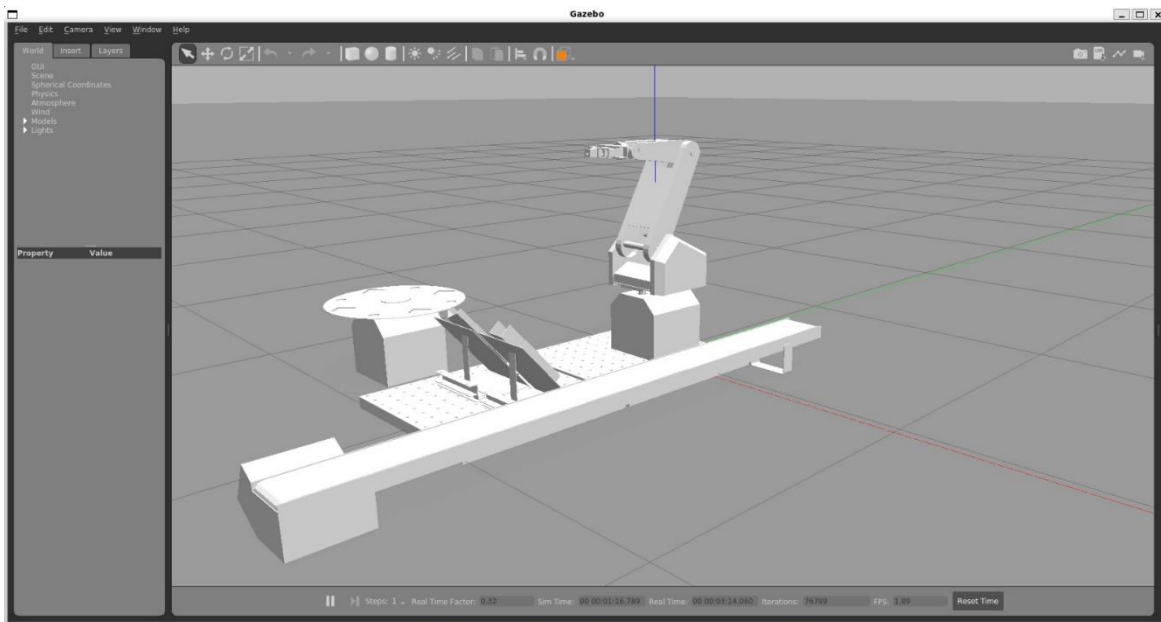 Gazebo
File Edit Camera View Window Help
World Insert Layers
GUI
Scene
Spherical Coordinates
Physics
Atmosphere
Wind
Models
Lights
Property Value
Steps: 1 Real Time Factor: 0.32 Sim Time: 00 00:01:16.789 Real Time: 00 00:03:14.060 Iterations: 76789 FPS: 1.89 Reset Time